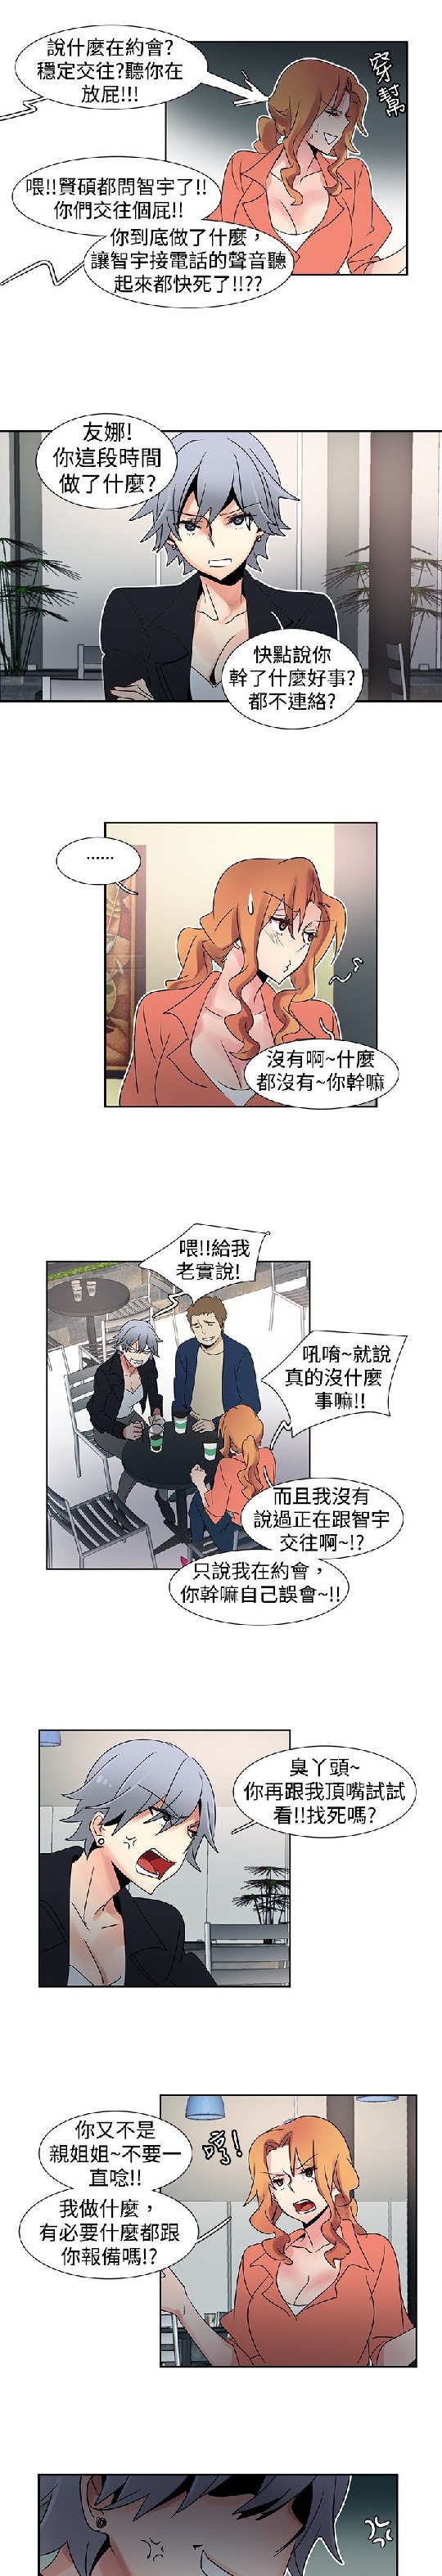 說什麼在約會?
穩定交往?聽你在
放屁!!!
穿幫
喂!!賢碩都問智宇了!!
你們交往個屁!!
你到底做了什麼，
讓智宇接電話的聲音聽
起來都快死了!!??
友娜!
你這段時間
做了什麼?
快點說你
幹了什麼好事?
都不連絡?
……
沒有啊~什麼
都沒有~你幹嘛
喂!!給我
老實說!
吼唷~就說
真的沒什麼
事嘛!!
而且我沒有
說過正在跟智宇
交往啊~!?
只說我在約會，
你幹嘛自己誤會~!!
臭丫頭~
你再跟我頂嘴試試
看!!找死嗎?
你又不是
親姐姐~不要一
直唸!!
哼!
我做什麼，
有必要什麼都跟
你報備嗎!?